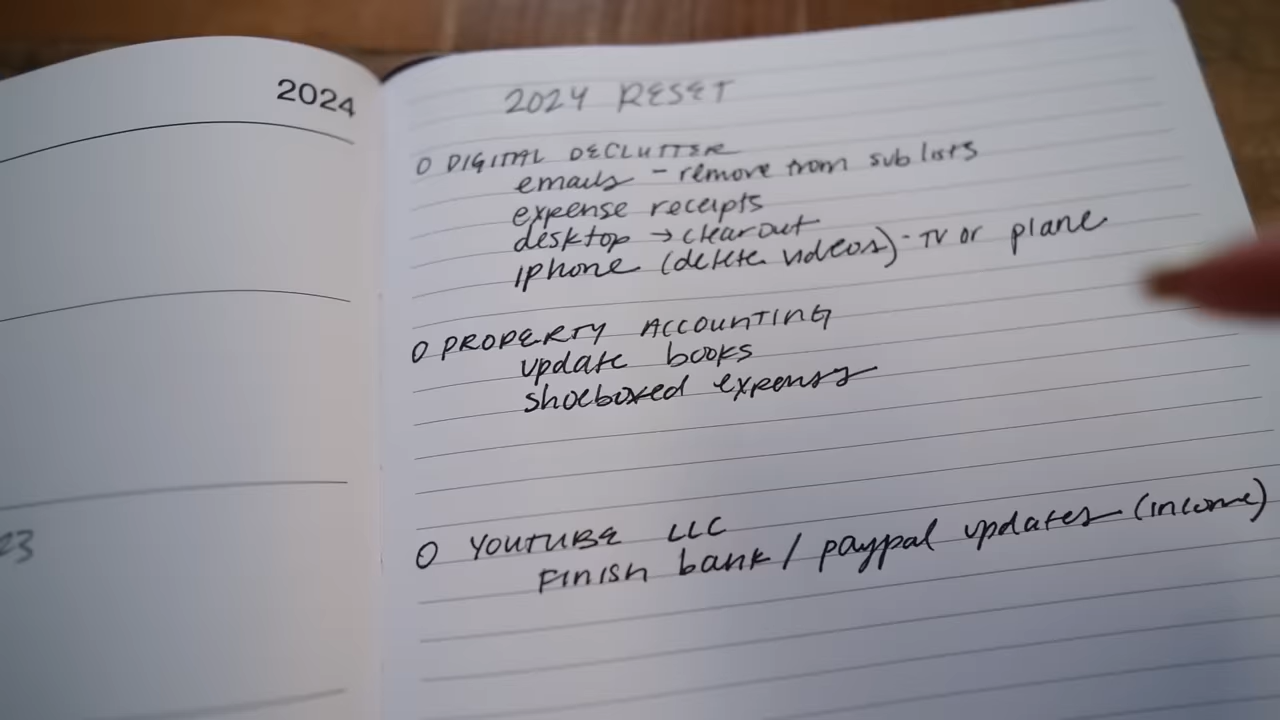 2024
23
2024 RESET
O DIGITAL DECLUTTER
emails - remove from sub lists
expense receipts
desktop → clear out
iphone (delete videos) - TV or plane
O PROPERTY ACCOUNTING
update books
shoeboxed expenses
O YOUTUBE LLC
FINISH bank / paypal updates (income)